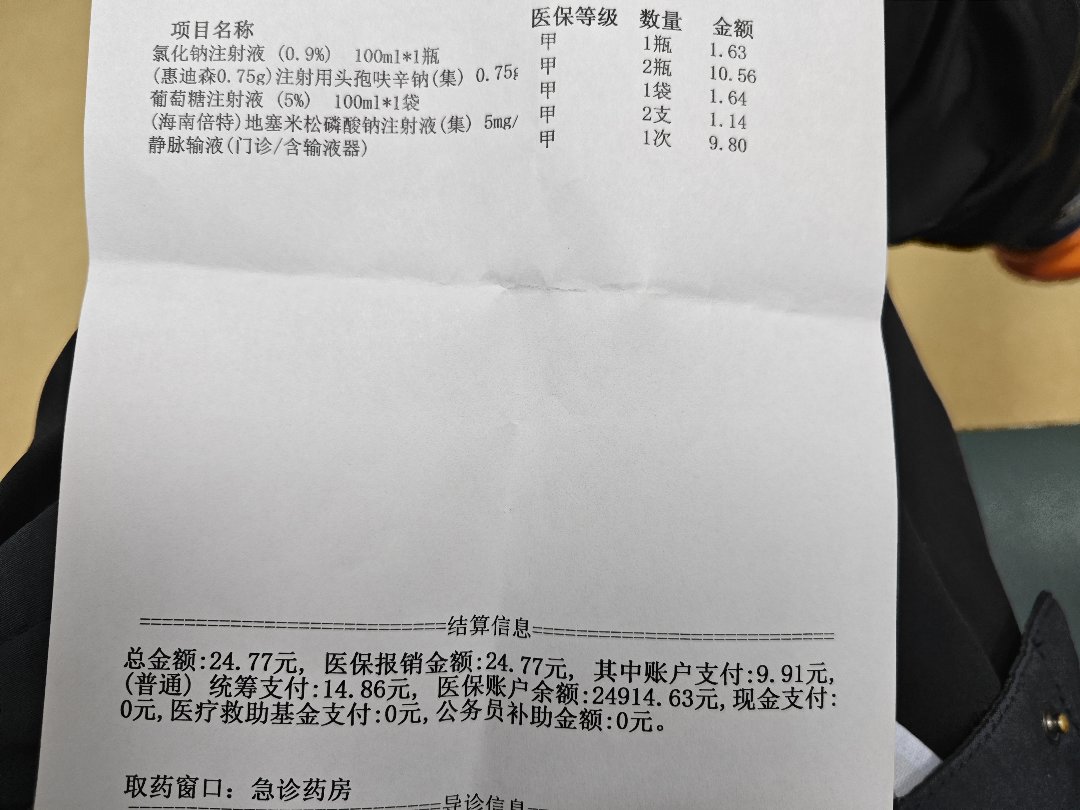 项目名称 医保等级 数量 金额
氯化钠注射液 (0.9%) 100ml*1瓶 甲 1瓶 1.63
(惠迪森0.75g)注射用头孢呋辛钠(集) 0.75g 甲 2瓶 10.56
葡萄糖注射液 (5%) 100ml*1袋 甲 1袋 1.64
(海南倍特)地塞米松磷酸钠注射液(集) 5mg/ 甲 2支 1.14
静脉输液(门诊/含输液器) 甲 1次 9.80
===========================结算信息===========================
总金额:24.77元, 医保报销金额:24.77元, 其中账户支付:9.91元,
(普通) 统筹支付:14.86元, 医保账户余额:24914.63元,现金支付:
0元,医疗救助基金支付:0元,公务员补助金额:0元。
取药窗口: 急诊药房
===========================导诊信息===========================